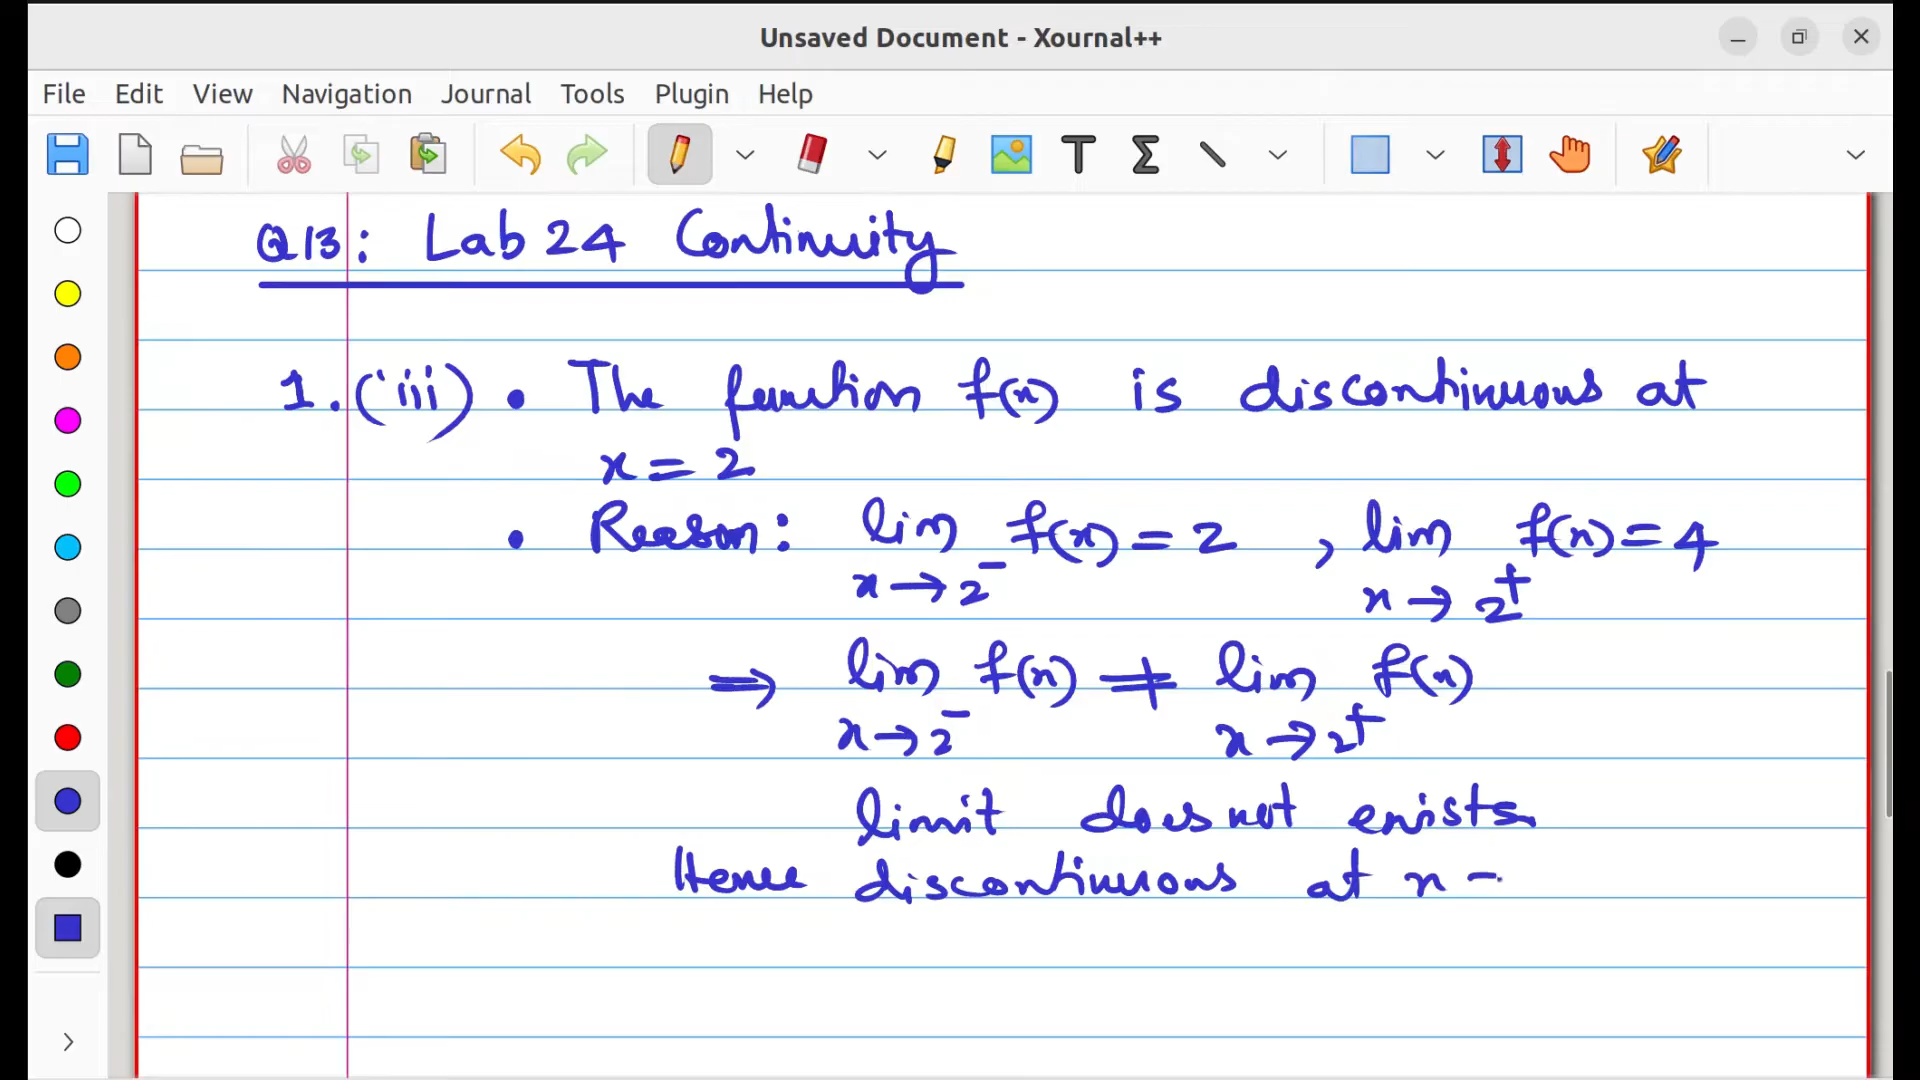 Unsaved Document - Xournal++
File Edit View Navigation Journal Tools Plugin Help
Q13: Lab 24 Continuity
1.(iii) • The function f(x) is discontinuous at
x = 2
• Reason: lim f(x) = 2 , lim f(x) = 4
x → 2⁻ x → 2⁺
⇒ lim f(x) ≠ lim f(x)
x → 2⁻ x → 2⁺
limit does not exists
Hence discontinuous at x -